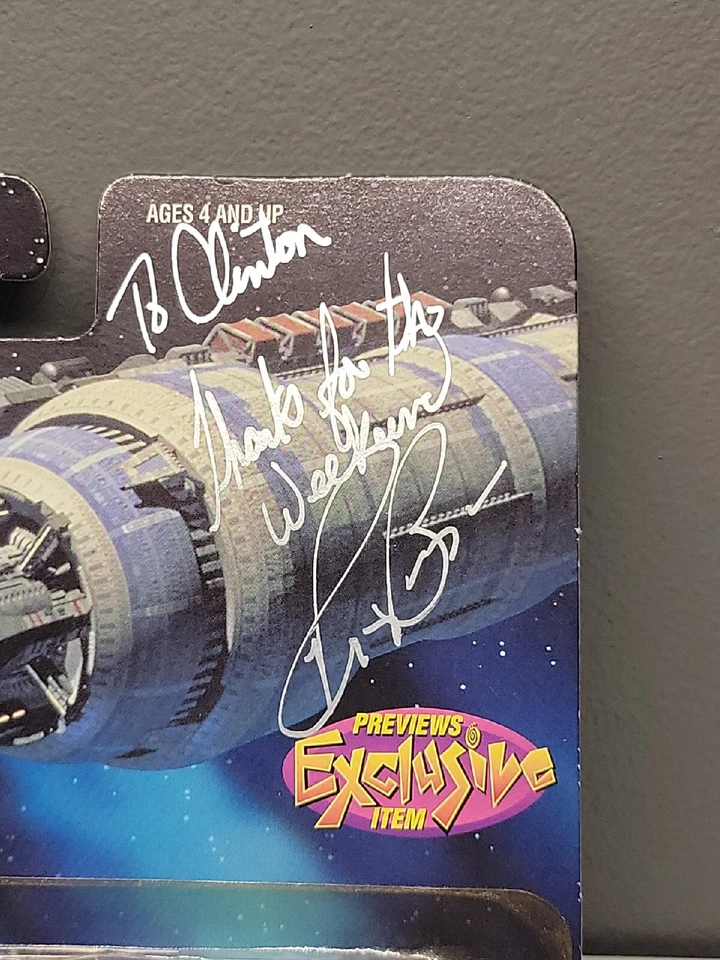 AGES 4 AND UP
To Clinton
Thanks for the
Weekend
PREVIEWS
EXCLUSIVE
ITEM